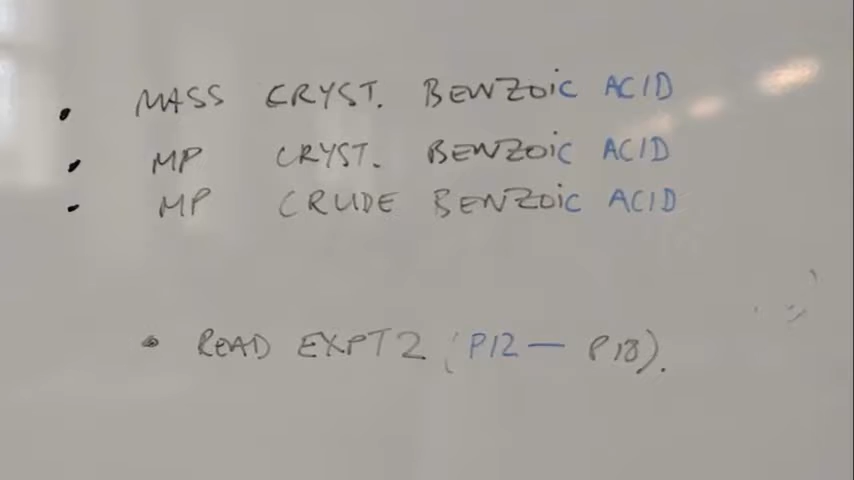 • MASS CRYST. BENZOIC ACID
• MP CRYST. BENZOIC ACID
• MP CRUDE BENZOIC ACID
• READ EXPT 2 (P12 — P18).